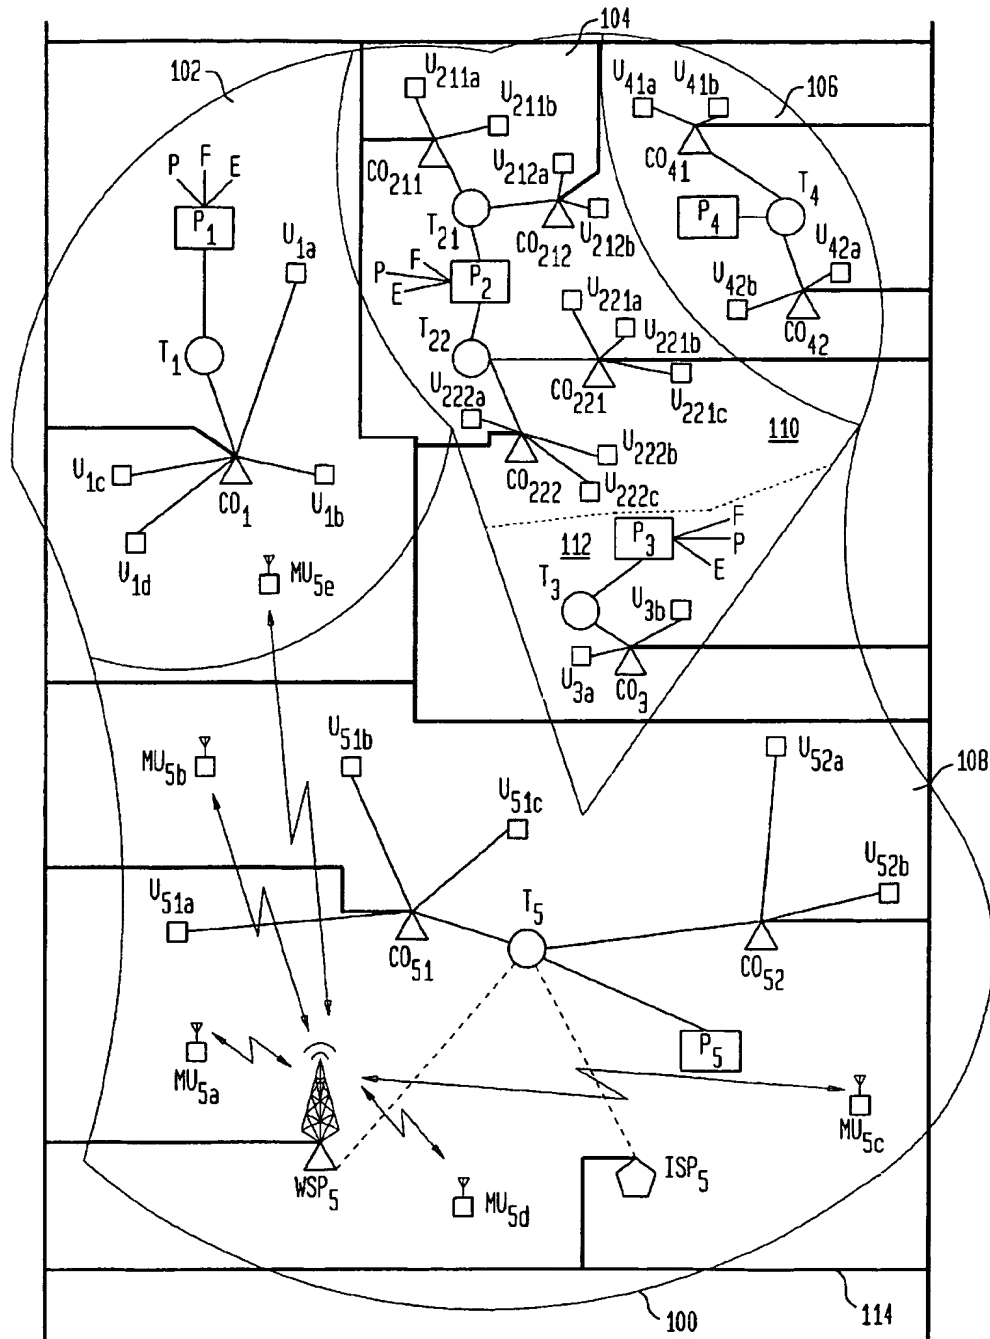 104
102
U211a
U211b
CO211
U212a
U212b
CO212
T21
U41a
U41b
106
CO41
T4
P4
U42a
U42b
CO42
P
F
E
P1
U1a
T1
U1c
CO1
U1b
U1d
MU5e
F
P
E
P2
T22
U221a
U221b
U221c
CO221
U222a
U222b
U222c
CO222
110
112
P3
F
P
E
T3
U3b
U3a
CO3
MU5b
U51b
U51c
U52a
108
U51a
CO51
T5
U52b
CO52
P5
MU5a
WSP5
MU5d
ISP5
MU5c
100
114